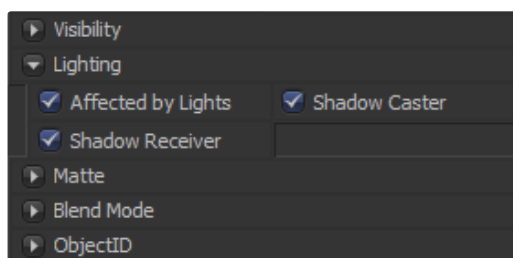 Visibility
Lighting
Affected by Lights Shadow Caster
Shadow Receiver
Matte
Blend Mode
ObjectID